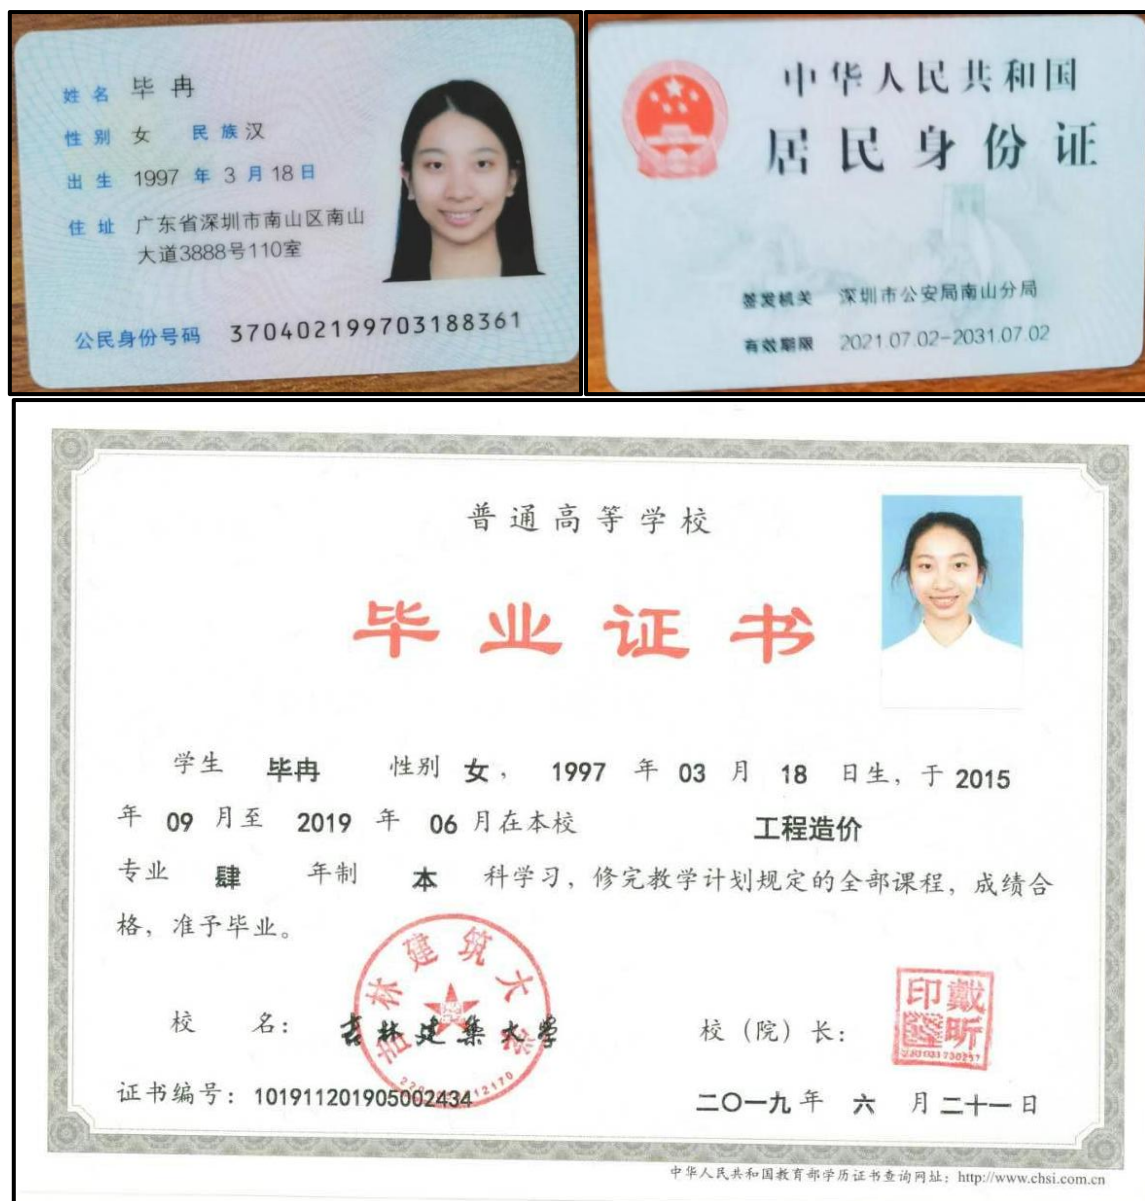 姓名 毕冉
性别 女 民族 汉
出生 1997 年 3 月 18 日
住址 广东省深圳市南山区南山
大道3888号110室
公民身份号码 370402199703188361
中华人民共和国
居民身份证
签发机关 深圳市公安局南山分局
有效期限 2021.07.02-2031.07.02
普通高等学校
毕业证书
学生 毕冉 性别 女， 1997 年 03 月 18 日生，于 2015
年 09 月至 2019 年 06 月在本校 工程造价
专业 肆 年制 本 科学习，修完教学计划规定的全部课程，成绩合
格，准予毕业。
吉林建筑大学
校 名： 吉林建筑大学
校（院）长：
戴昕
印
证书编号：101911201905002434
二〇一九 年 六 月 二十一 日
中华人民共和国教育部学历证书查询网址：http://www.chsi.com.cn